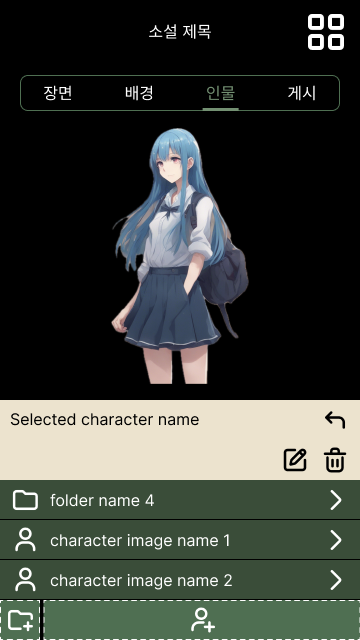 소설 제목
장면 배경 인물 게시
Selected character name
folder name 4
character image name 1
character image name 2